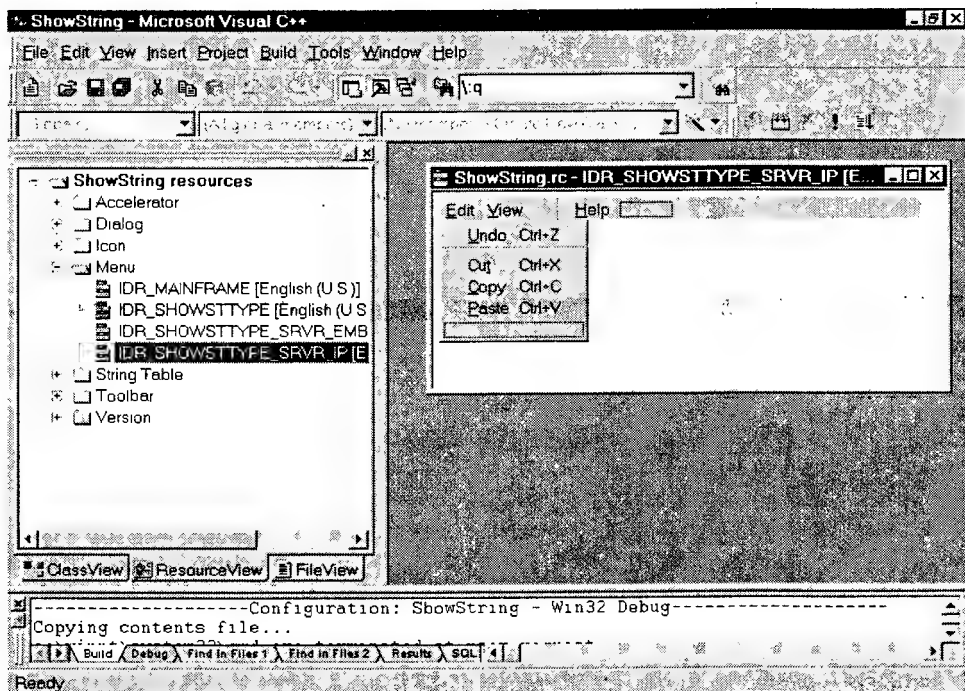 ShowString - Microsoft Visual C++
File Edit View Insert Project Build Tools Window Help
\:q
ShowString resources
Accelerator
Dialog
Icon
Menu
IDR_MAINFRAME [English (U S )]
IDR_SHOWSTTYPE [English (U S
IDR_SHOWSTTYPE_SRVR_EMB
IDR_SHOWSTTYPE_SRVR_IP [E
String Table
Toolbar
Version
ClassView ResourceView FileView
ShowString.rc - IDR_SHOWSTTYPE_SRVR_IP [E...
Edit View Help
Undo Ctrl+Z
Cut Ctrl+X
Copy Ctrl+C
Paste Ctrl+V
--------------------Configuration: ShowString - Win32 Debug--------------------
Copying contents file...
Build Debug Find in Files 1 Find in Files 2 Results SQL
Ready